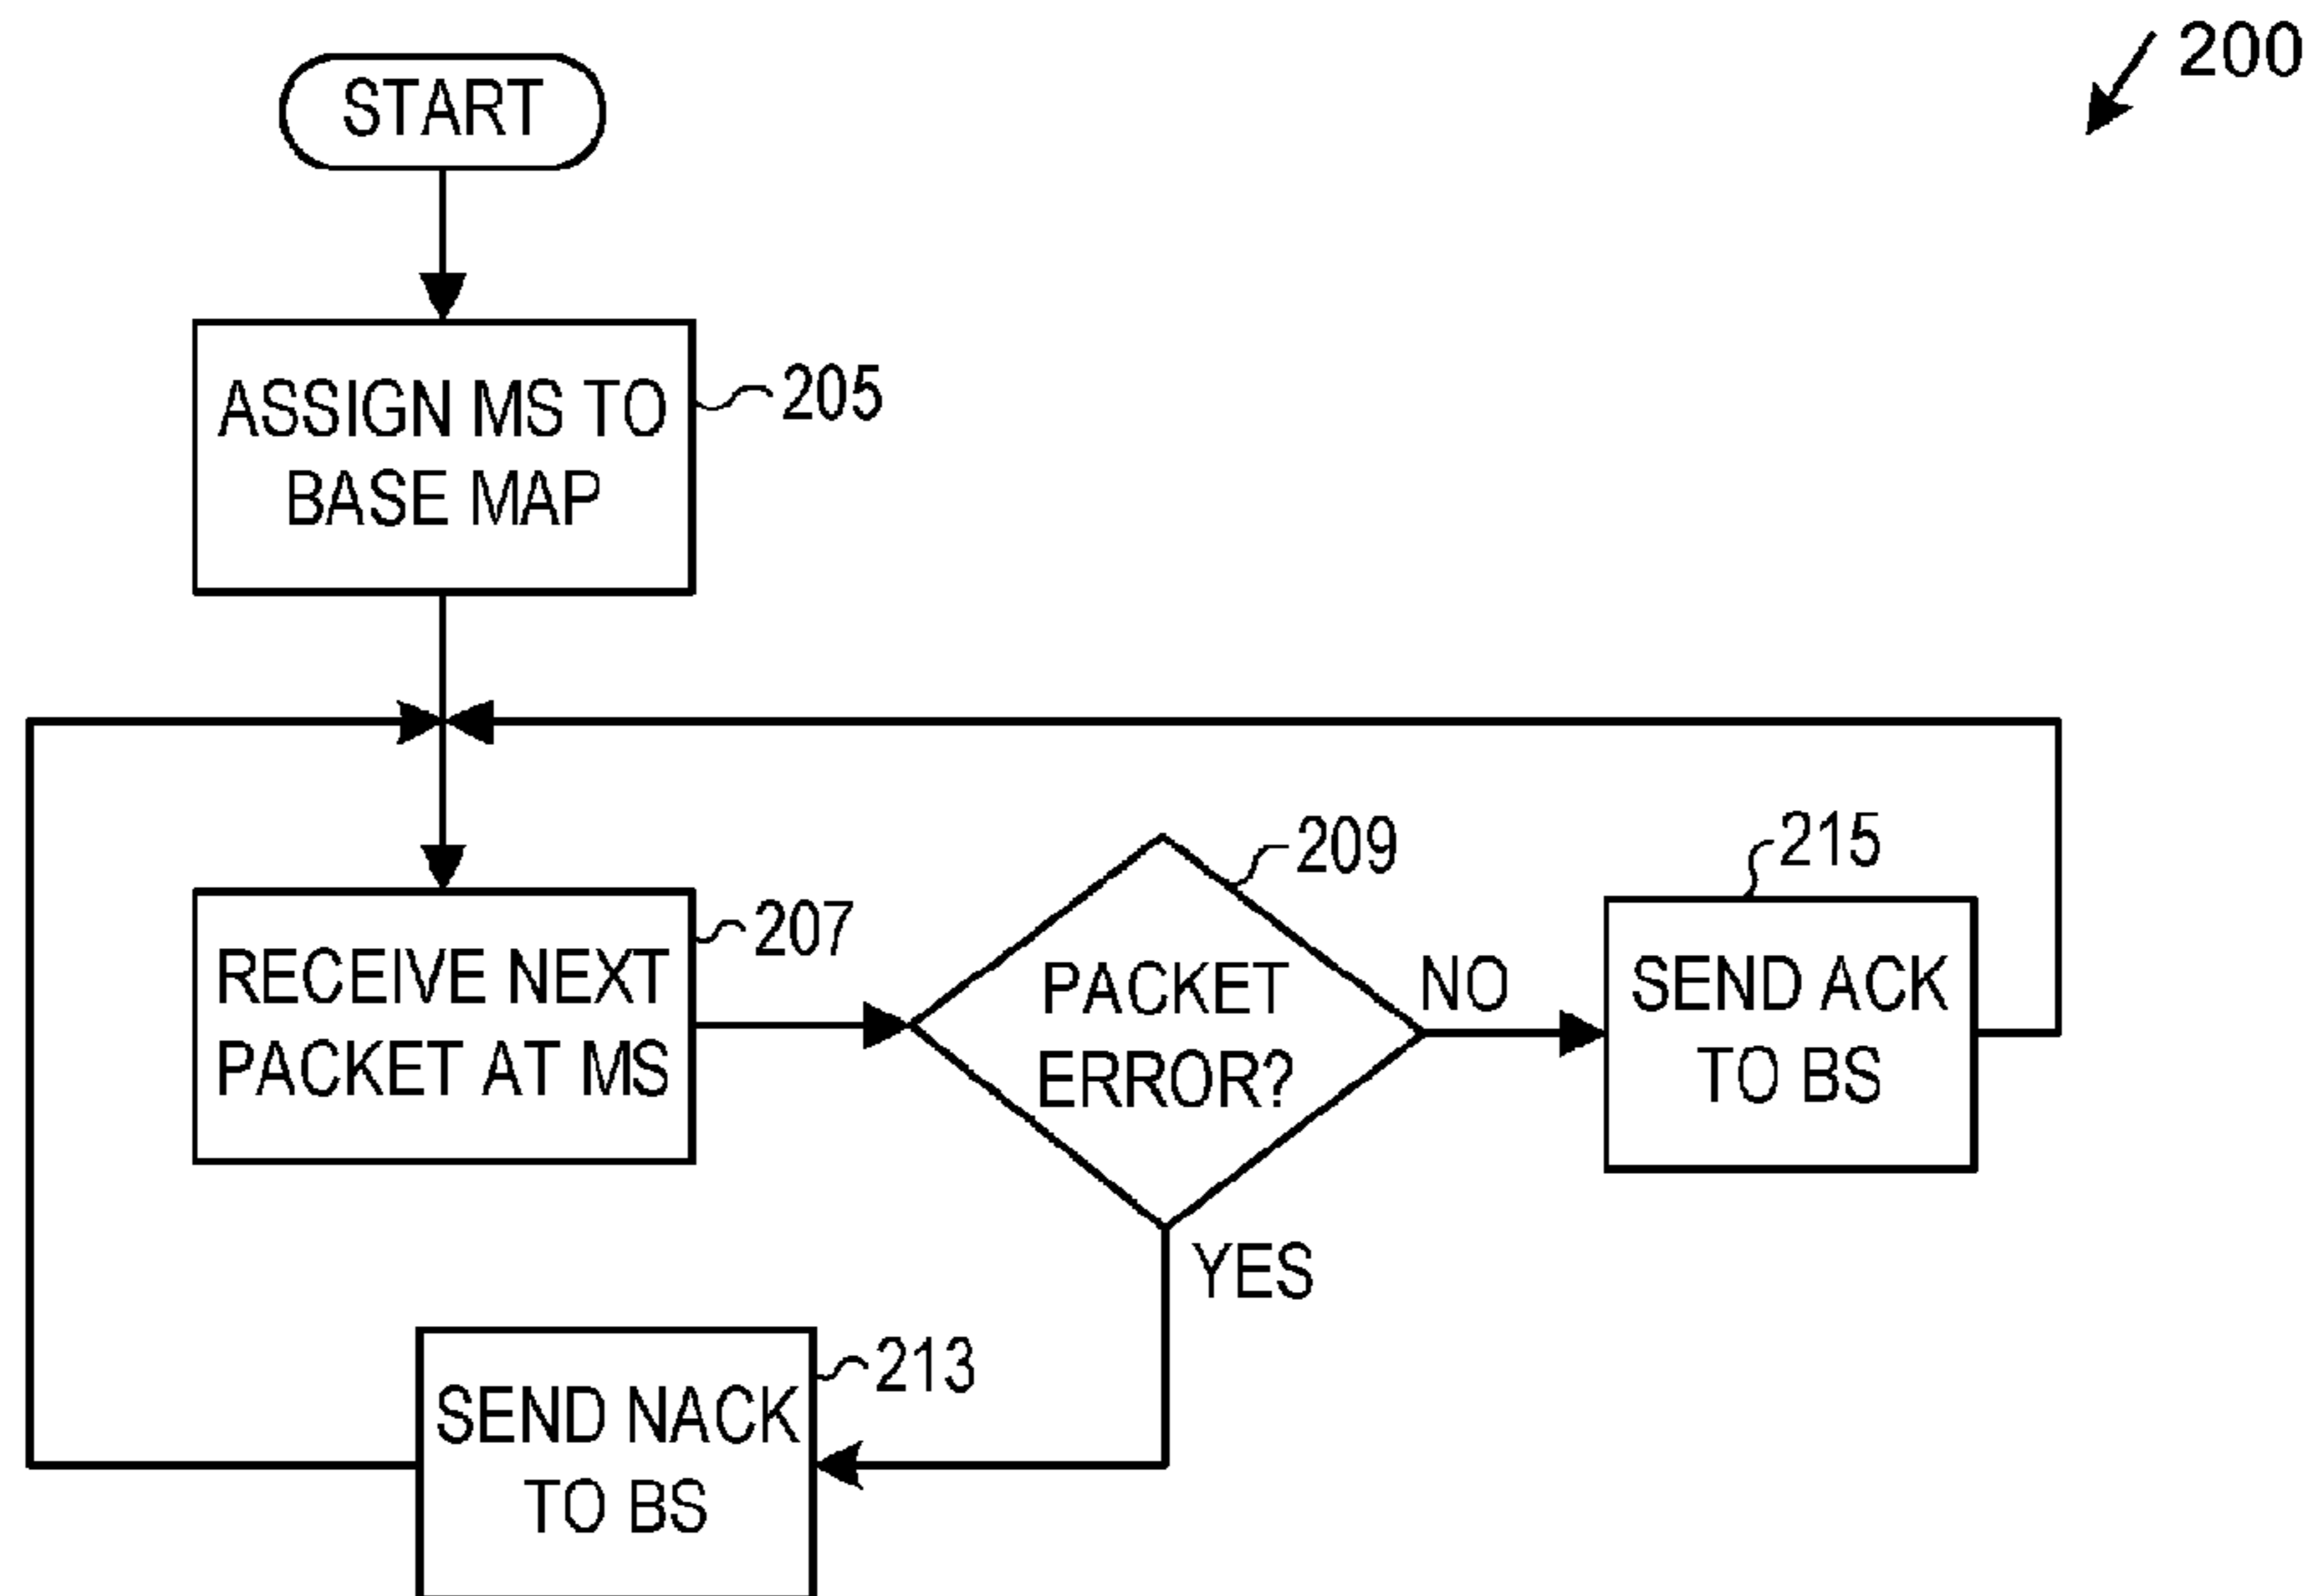 START
200
ASSIGN MS TO
BASE MAP
205
RECEIVE NEXT
PACKET AT MS
207
PACKET
ERROR?
209
NO
SEND ACK
TO BS
215
YES
SEND NACK
TO BS
213